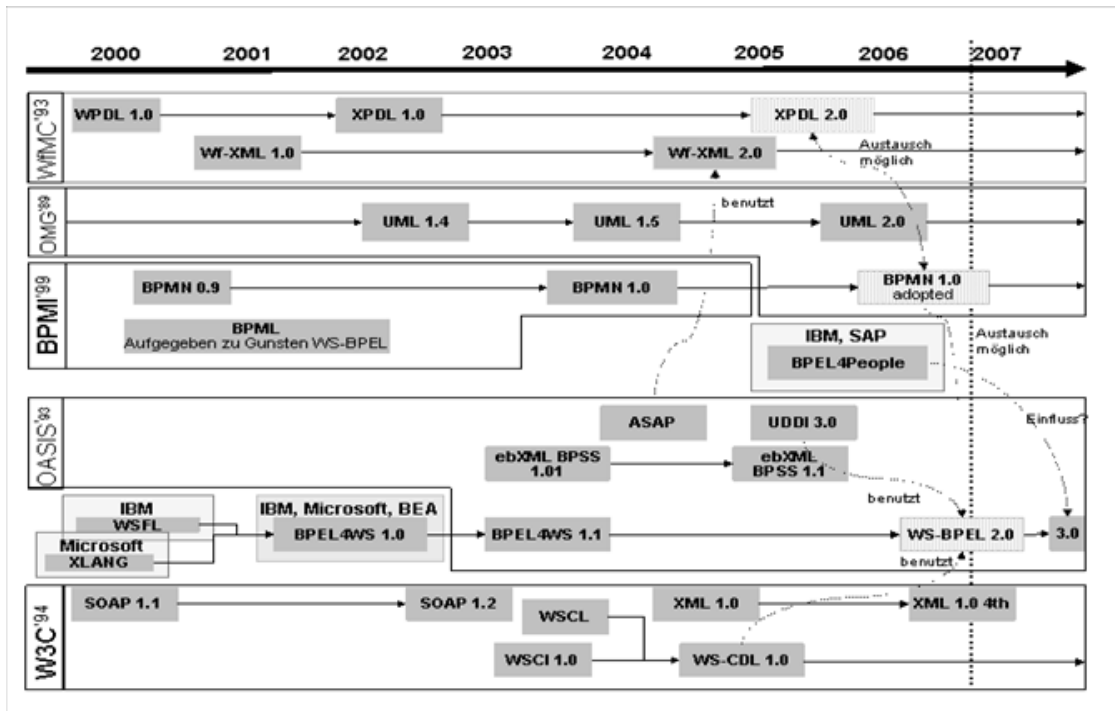 2000 2001 2002 2003 2004 2005 2006 2007
WfMC'93
WPDL 1.0 XPDL 1.0 XPDL 2.0
Wf-XML 1.0 Wf-XML 2.0
Austausch
möglich
OMG'89
benutzt
UML 1.4 UML 1.5 UML 2.0
BPMI'99
BPMN 0.9 BPMN 1.0 BPMN 1.0
adopted
BPML
Aufgegeben zu Gunsten WS-BPEL
IBM, SAP
BPEL4People
Austausch
möglich
OASIS'93
ASAP UDDI 3.0
Einfluss?
ebXML BPSS
1.01
ebXML
BPSS 1.1
benutzt
IBM
WSFL
Microsoft
XLANG
IBM, Microsoft, BEA
BPEL4WS 1.0 BPEL4WS 1.1 WS-BPEL 2.0 3.0
benutzt
W3C'94
SOAP 1.1 SOAP 1.2 XML 1.0 XML 1.0 4th
WSCL
WSCI 1.0 WS-CDL 1.0